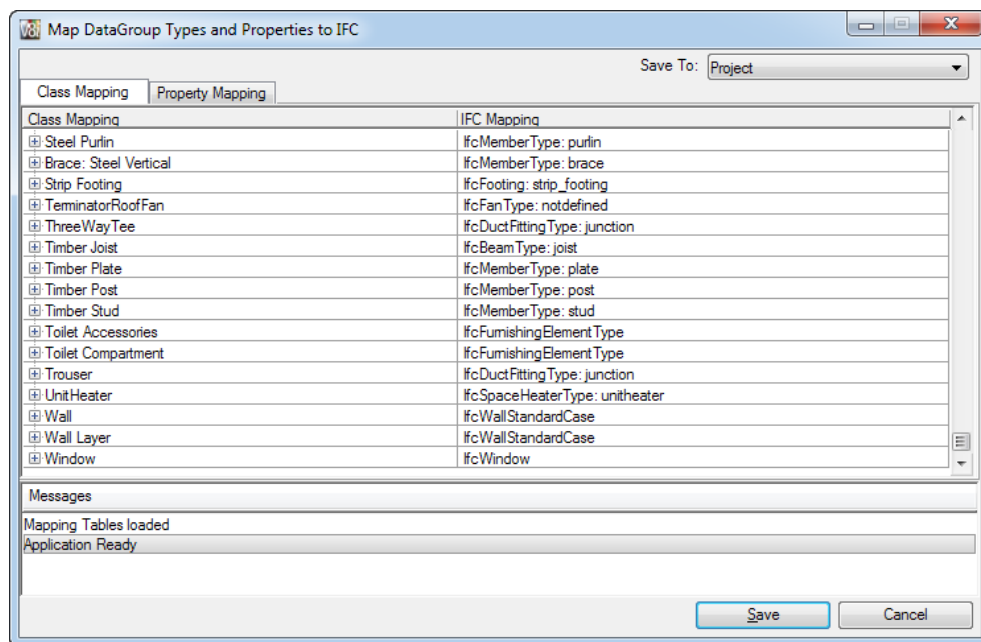 Map DataGroup Types and Properties to IFC
Save To: Project
Class Mapping Property Mapping
Class Mapping IFC Mapping
Steel Purlin IfcMemberType: purlin
Brace: Steel Vertical IfcMemberType: brace
Strip Footing IfcFooting: strip_footing
TerminatorRoofFan IfcFanType: notdefined
ThreeWayTee IfcDuctFittingType: junction
Timber Joist IfcBeamType: joist
Timber Plate IfcMemberType: plate
Timber Post IfcMemberType: post
Timber Stud IfcMemberType: stud
Toilet Accessories IfcFurnishingElementType
Toilet Compartment IfcFurnishingElementType
Trouser IfcDuctFittingType: junction
UnitHeater IfcSpaceHeaterType: unitheater
Wall IfcWallStandardCase
Wall Layer IfcWallStandardCase
Window IfcWindow
Messages
Mapping Tables loaded
Application Ready
Save Cancel